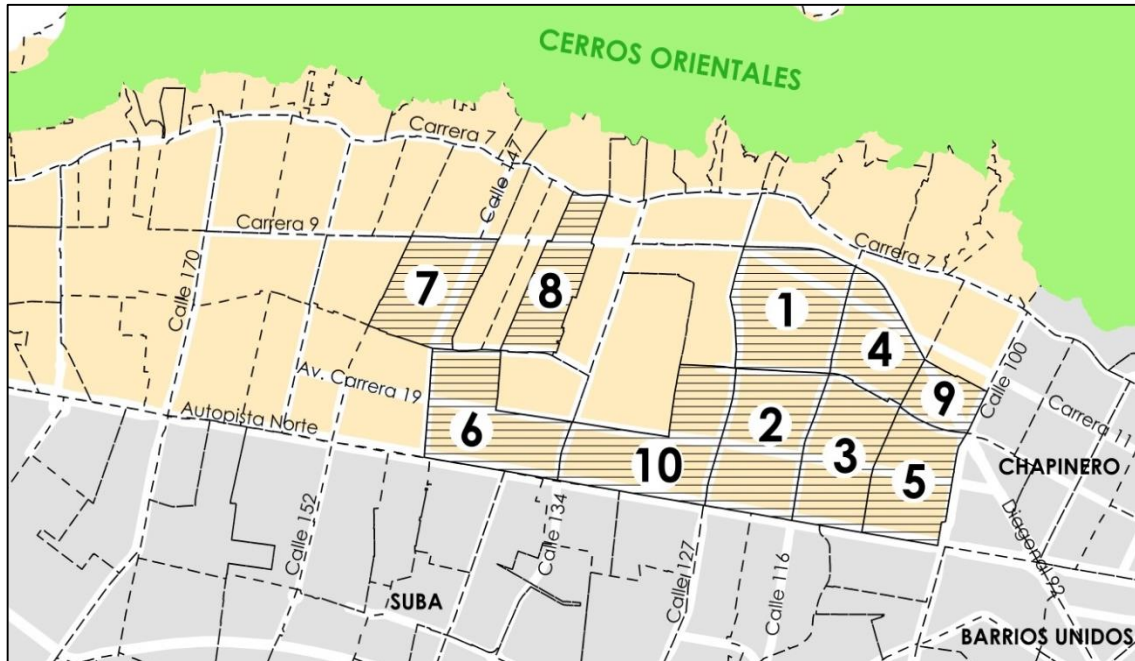 CERROS ORIENTALES
Carrera 7
Calle 147
Carrera 9
Carrera 7
Calle 170
7
8
1
4
Calle 100
9
Carrera 11
Av. Carrera 19
Autopista Norte
6
10
2
3
5
CHAPINERO
Calle 152
Calle 134
Calle 127
Calle 116
Diagonal 92
SUBA
BARRIOS UNIDOS